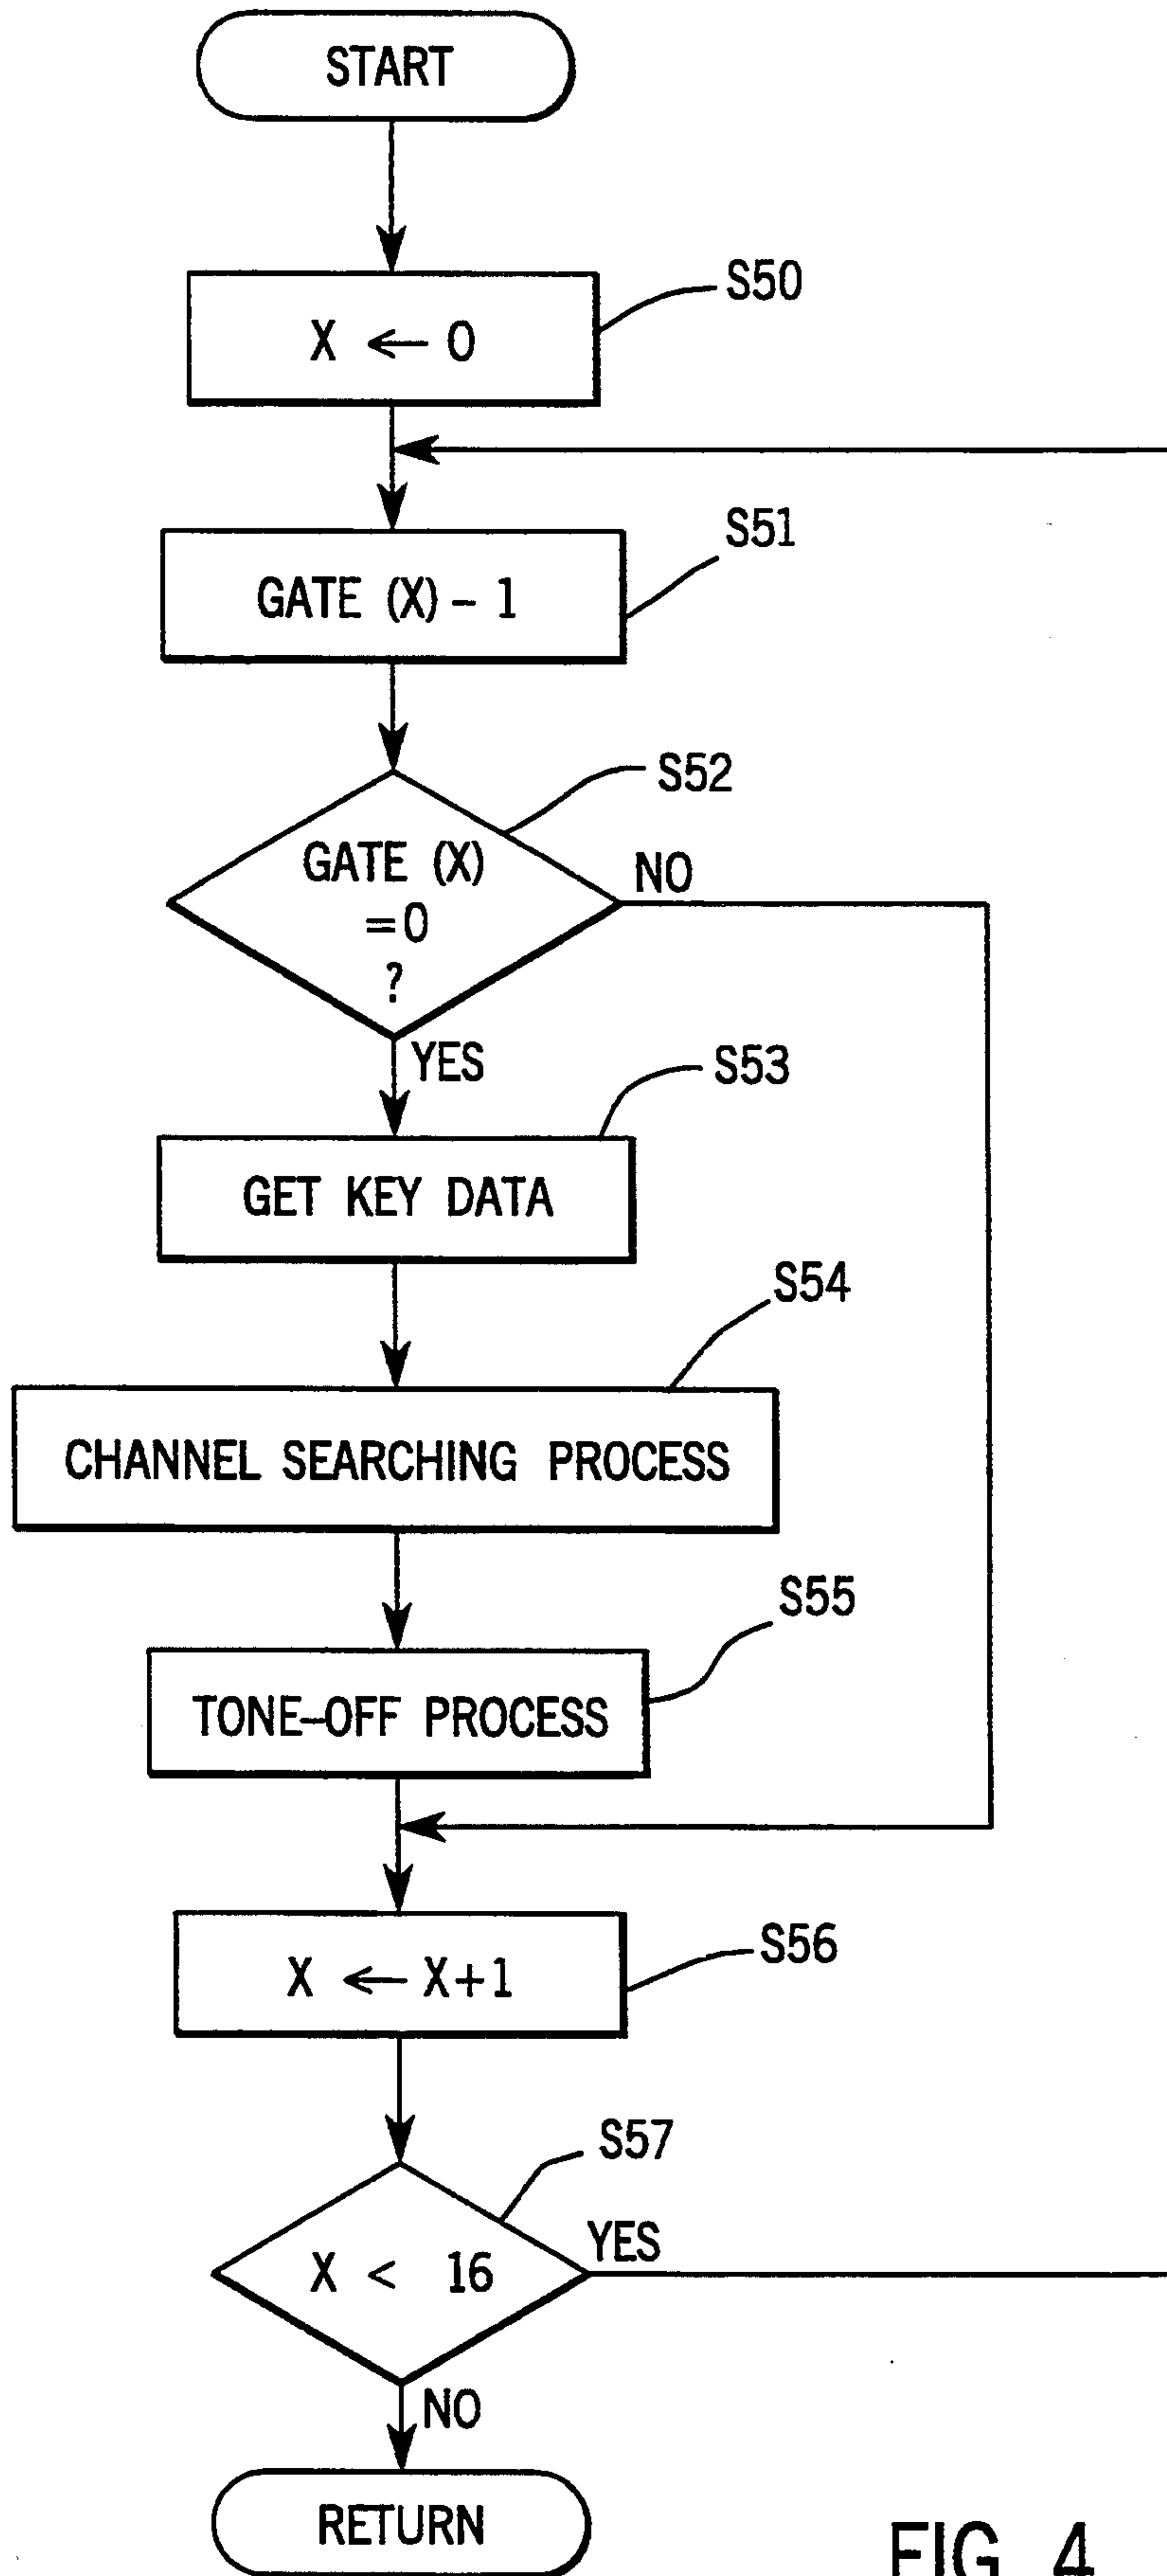 START
S50
X ← 0
S51
GATE (X) – 1
S52
GATE (X)
=0
?
NO
YES
S53
GET KEY DATA
S54
CHANNEL SEARCHING PROCESS
S55
TONE–OFF PROCESS
S56
X ← X+1
S57
X < 16
YES
NO
RETURN
FIG. 4